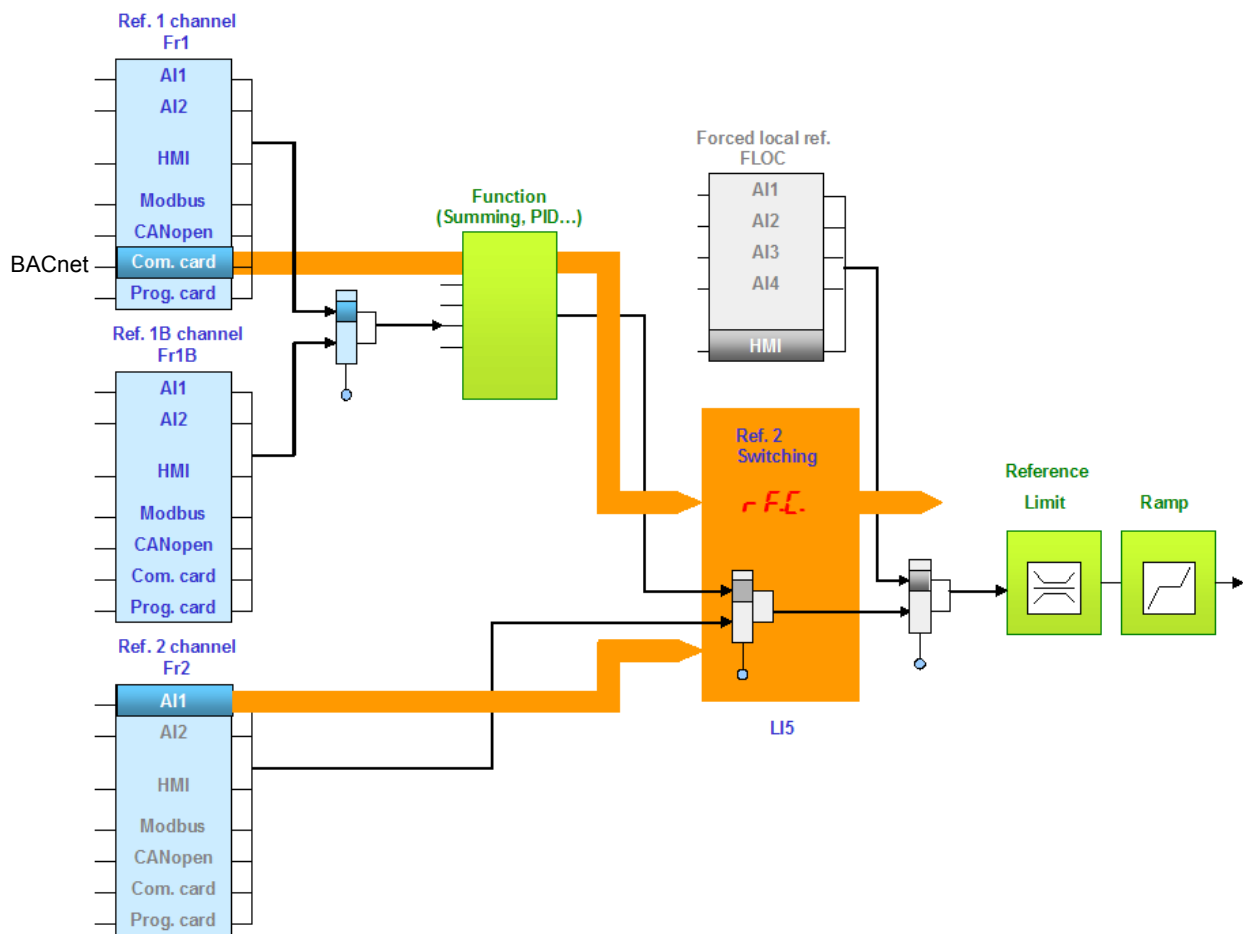 Ref. 1 channel
Fr1
AI1
AI2
HMI
Modbus
CANopen
BACnet
Com. card
Prog. card
Ref. 1B channel
Fr1B
AI1
AI2
HMI
Modbus
CANopen
Com. card
Prog. card
Ref. 2 channel
Fr2
AI1
AI2
HMI
Modbus
CANopen
Com. card
Prog. card
Function
(Summing, PID...)
Forced local ref.
FLOC
AI1
AI2
AI3
AI4
HMI
Ref. 2
Switching
rFC
LI5
Reference
Limit
Ramp